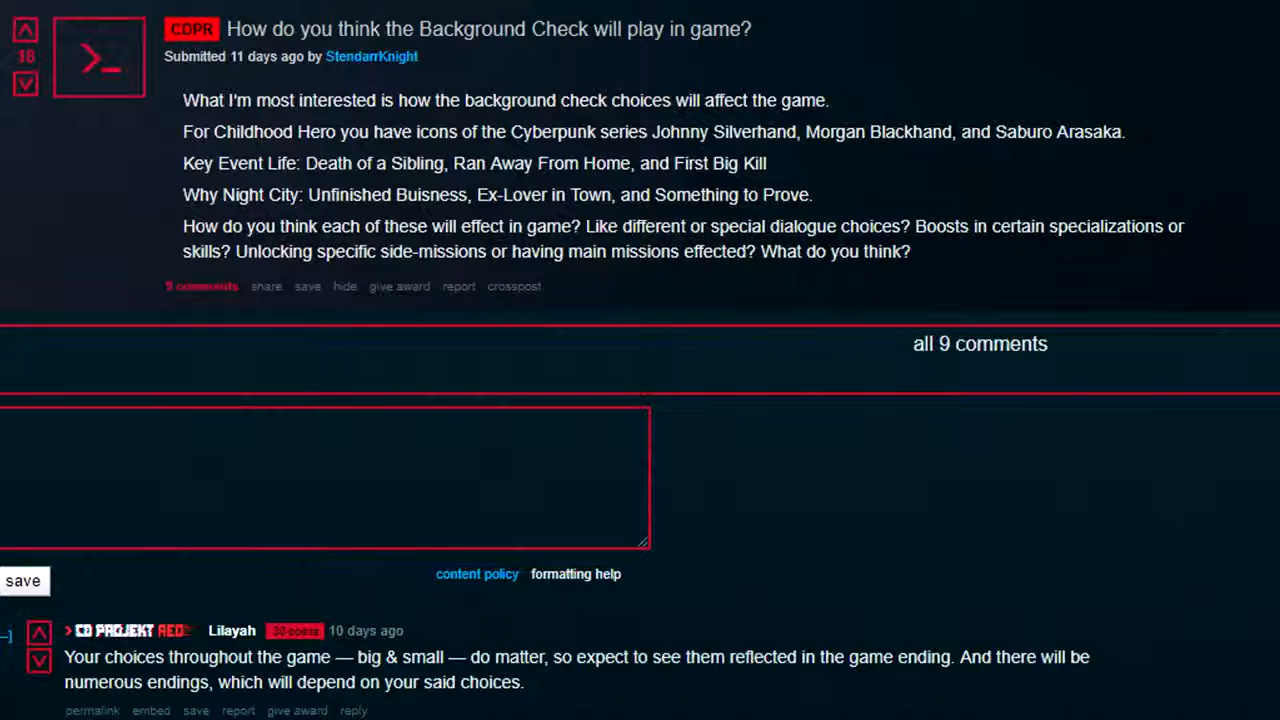 CDPR How do you think the Background Check will play in game?
18
Submitted 11 days ago by StendarrKnight
What I'm most interested is how the background check choices will affect the game.
For Childhood Hero you have icons of the Cyberpunk series Johnny Silverhand, Morgan Blackhand, and Saburo Arasaka.
Key Event Life: Death of a Sibling, Ran Away From Home, and First Big Kill
Why Night City: Unfinished Buisness, Ex-Lover in Town, and Something to Prove.
How do you think each of these will effect in game? Like different or special dialogue choices? Boosts in certain specializations or
skills? Unlocking specific side-missions or having main missions effected? What do you think?
9 comments share save hide give award report crosspost
all 9 comments
content policy formatting help
save
[–] > CD PROJEKT RED Lilayah 10 days ago
Your choices throughout the game — big & small — do matter, so expect to see them reflected in the game ending. And there will be
numerous endings, which will depend on your said choices.
permalink embed save report give award reply